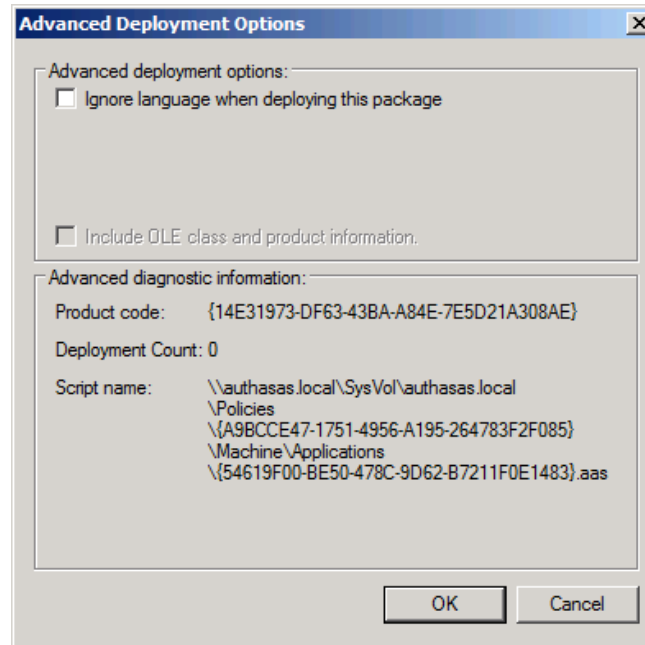 Advanced Deployment Options
Advanced deployment options:
Ignore language when deploying this package
Include OLE class and product information.
Advanced diagnostic information:
Product code: {14E31973-DF63-43BA-A84E-7E5D21A308AE}
Deployment Count: 0
Script name: \\authasas.local\SysVol\authasas.local
\Policies
\{A9BCCE47-1751-4956-A195-264783F2F085}
\Machine\Applications
\{54619F00-BE50-478C-9D62-B7211F0E1483}.aas
OK Cancel